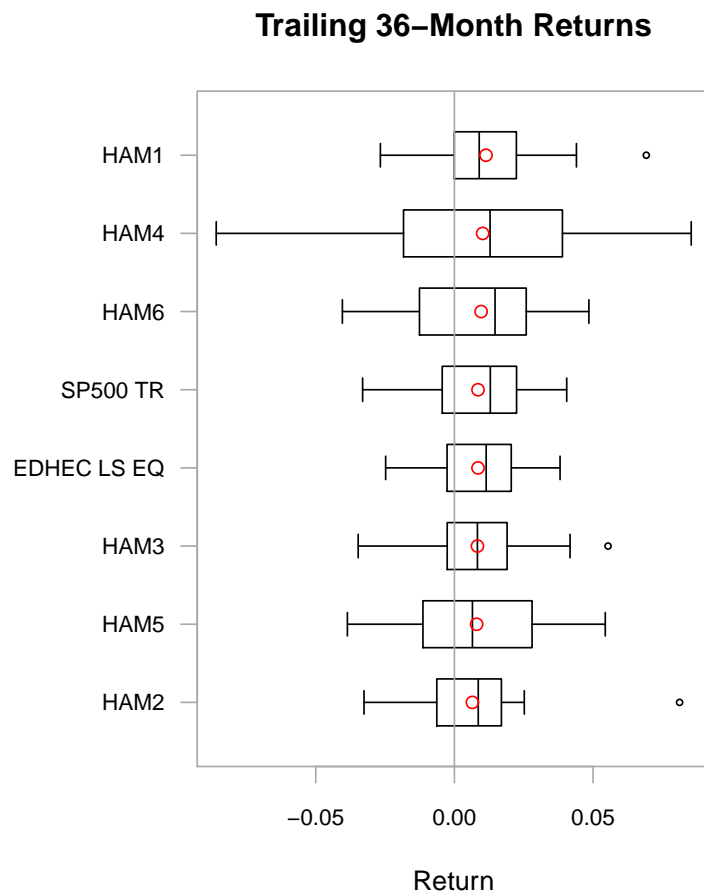 Trailing 36−Month Returns
HAM1
HAM4
HAM6
SP500 TR
EDHEC LS EQ
HAM3
HAM5
HAM2
−0.05 0.00 0.05
Return